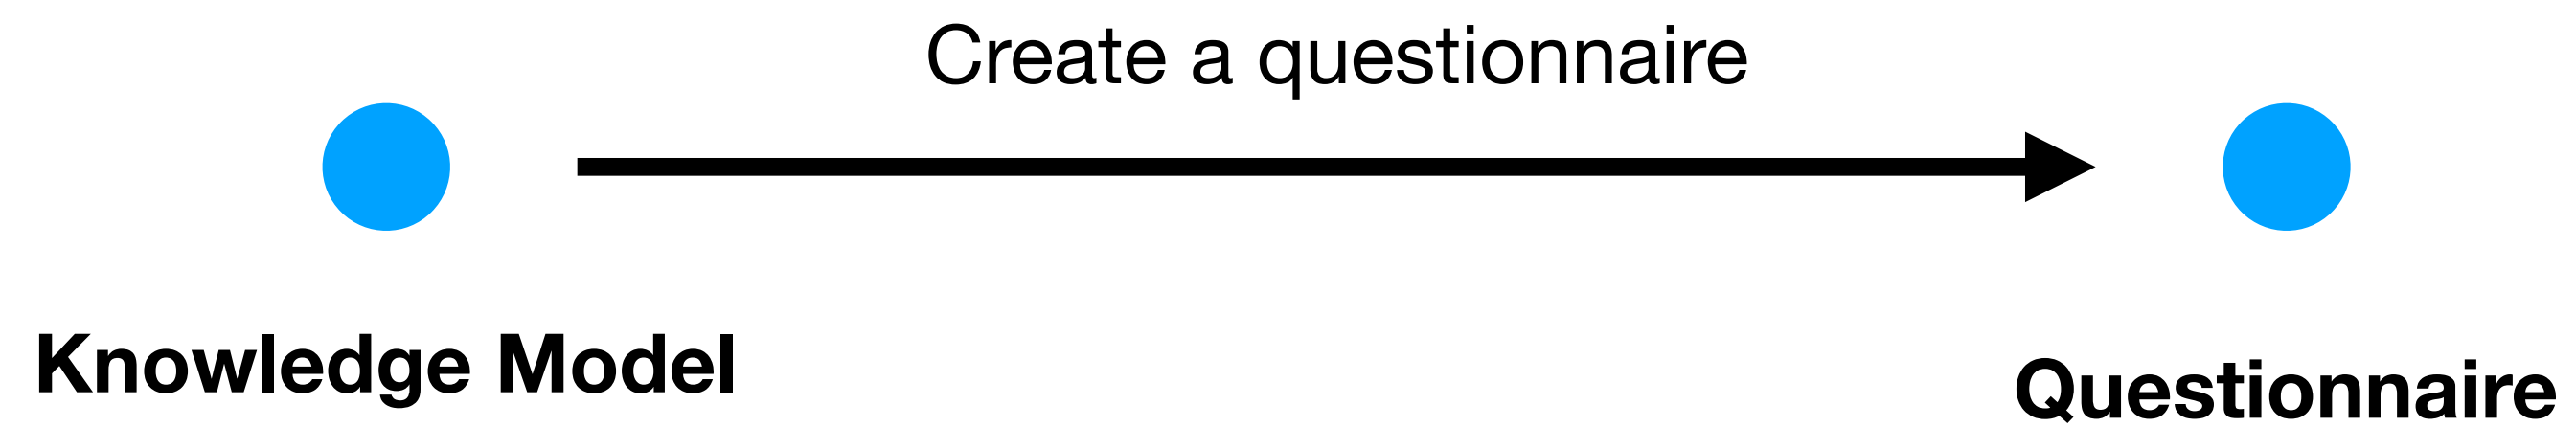 Create a questionnaire
Knowledge Model
Questionnaire